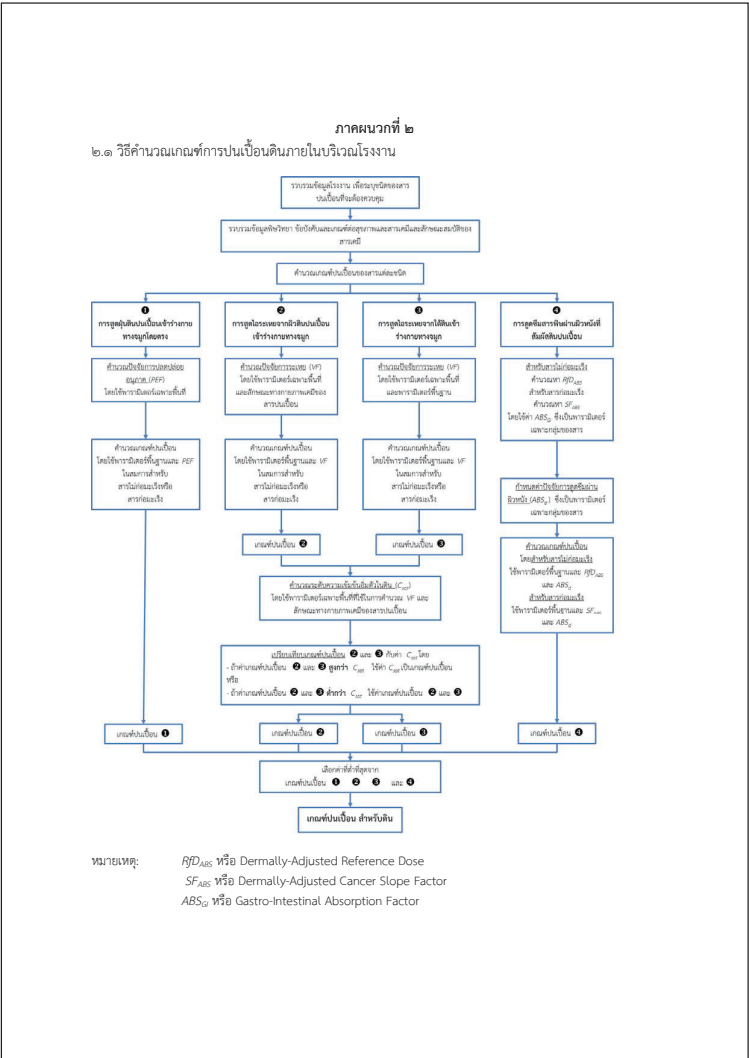 ภาคผนวกที่ ๒
๒.๑ วิธีคำนวณเกณฑ์การปนเปื้อนดินภายในบริเวณโรงงาน
รวบรวมข้อมูลโรงงาน เพื่อระบุชนิดของสาร
ปนเปื้อนที่จะต้องควบคุม
รวบรวมข้อมูลพิษวิทยา ข้อบังคับและเกณฑ์ต่อสุขภาพและสารเคมีและลักษณะสมบัติของ
สารเคมี
คำนวณเกณฑ์ปนเปื้อนของสารแต่ละชนิด
❶
การสูดฝุ่นดินปนเปื้อนเข้าร่างกาย
ทางจมูกโดยตรง
คำนวณปัจจัยการปลดปล่อย
อนุภาค (PEF)
โดยใช้พารามิเตอร์เฉพาะพื้นที่
คำนวณเกณฑ์ปนเปื้อน
โดยใช้พารามิเตอร์พื้นฐานและ PEF
ในสมการสำหรับ
สารไม่ก่อมะเร็งหรือ
สารก่อมะเร็ง
❷
การสูดไอระเหยจากผิวดินปนเปื้อน
เข้าร่างกายทางจมูก
คำนวณปัจจัยการระเหย (VF)
โดยใช้พารามิเตอร์เฉพาะพื้นที่
และลักษณะทางกายภาพเคมีของ
สารปนเปื้อน
คำนวณเกณฑ์ปนเปื้อน
โดยใช้พารามิเตอร์พื้นฐานและ VF
ในสมการสำหรับ
สารไม่ก่อมะเร็งหรือ
สารก่อมะเร็ง
เกณฑ์ปนเปื้อน ❷
❸
การสูดไอระเหยจากใต้ดินเข้า
ร่างกายทางจมูก
คำนวณปัจจัยการระเหย (VF)
โดยใช้พารามิเตอร์เฉพาะพื้นที่
และพารามิเตอร์พื้นฐาน
คำนวณเกณฑ์ปนเปื้อน
โดยใช้พารามิเตอร์พื้นฐานและ VF
ในสมการสำหรับ
สารไม่ก่อมะเร็งหรือ
สารก่อมะเร็ง
เกณฑ์ปนเปื้อน ❸
❹
การดูดซึมสารพิษผ่านผิวหนังที่
สัมผัสดินปนเปื้อน
สำหรับสารไม่ก่อมะเร็ง
คำนวณหา RfD_ABS
สำหรับสารก่อมะเร็ง
คำนวณหา SF_ABS
โดยใช้ค่า ABS_GI ซึ่งเป็นพารามิเตอร์
เฉพาะกลุ่มของสาร
กำหนดค่าปัจจัยการดูดซึมผ่าน
ผิวหนัง (ABS_d) ซึ่งเป็นพารามิเตอร์
เฉพาะกลุ่มของสาร
คำนวณเกณฑ์ปนเปื้อน
โดยสำหรับสารไม่ก่อมะเร็ง
ใช้พารามิเตอร์พื้นฐานและ RfD_ABS
และ ABS_d
สำหรับสารก่อมะเร็ง
ใช้พารามิเตอร์พื้นฐานและ SF_ABS
และ ABS_d
คำนวณระดับความเข้มข้นอิ่มตัวในดิน (C_sat)
โดยใช้พารามิเตอร์เฉพาะพื้นที่ที่ใช้ในการคำนวณ VF และ
ลักษณะทางกายภาพเคมีของสารปนเปื้อน
เปรียบเทียบเกณฑ์ปนเปื้อน ❷ และ ❸ กับค่า C_sat โดย
- ถ้าค่าเกณฑ์ปนเปื้อน ❷ และ ❸ สูงกว่า C_sat ใช้ค่า C_sat เป็นเกณฑ์ปนเปื้อน
หรือ
- ถ้าค่าเกณฑ์ปนเปื้อน ❷ และ ❸ ต่ำกว่า C_sat ใช้ค่าเกณฑ์ปนเปื้อน ❷ และ ❸
เกณฑ์ปนเปื้อน ❶
เกณฑ์ปนเปื้อน ❷
เกณฑ์ปนเปื้อน ❸
เกณฑ์ปนเปื้อน ❹
เลือกค่าที่ต่ำที่สุดจาก
เกณฑ์ปนเปื้อน ❶ ❷ ❸ และ ❹
เกณฑ์ปนเปื้อน สำหรับดิน
หมายเหตุ: RfD_ABS หรือ Dermally-Adjusted Reference Dose
SF_ABS หรือ Dermally-Adjusted Cancer Slope Factor
ABS_GI หรือ Gastro-Intestinal Absorption Factor